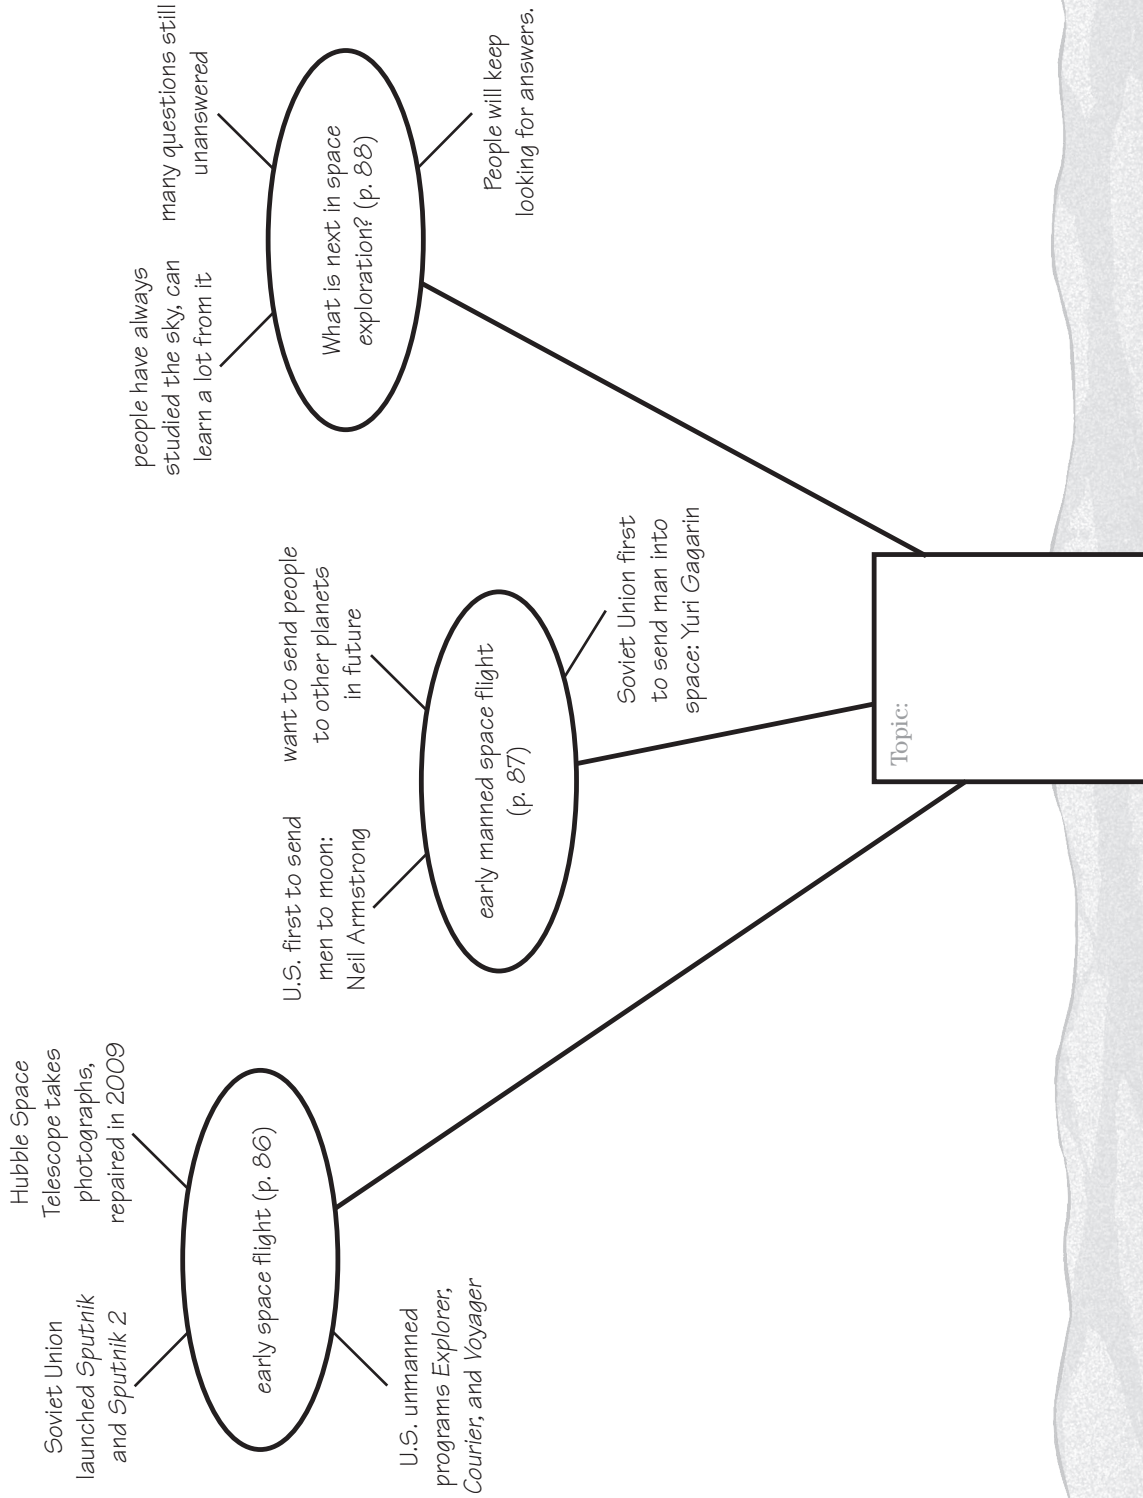 Soviet Union
launched Sputnik
and Sputnik 2
Hubble Space
Telescope takes
photographs,
repaired in 2009
early space flight (p. 86)
U.S. unmanned
programs Explorer,
Courier, and Voyager
U.S. first to send
men to moon:
Neil Armstrong
want to send people
to other planets
in future
early manned space flight
(p. 87)
Soviet Union first
to send man into
space: Yuri Gagarin
people have always
studied the sky, can
learn a lot from it
many questions still
unanswered
What is next in space
exploration? (p. 88)
People will keep
looking for answers.
Topic: